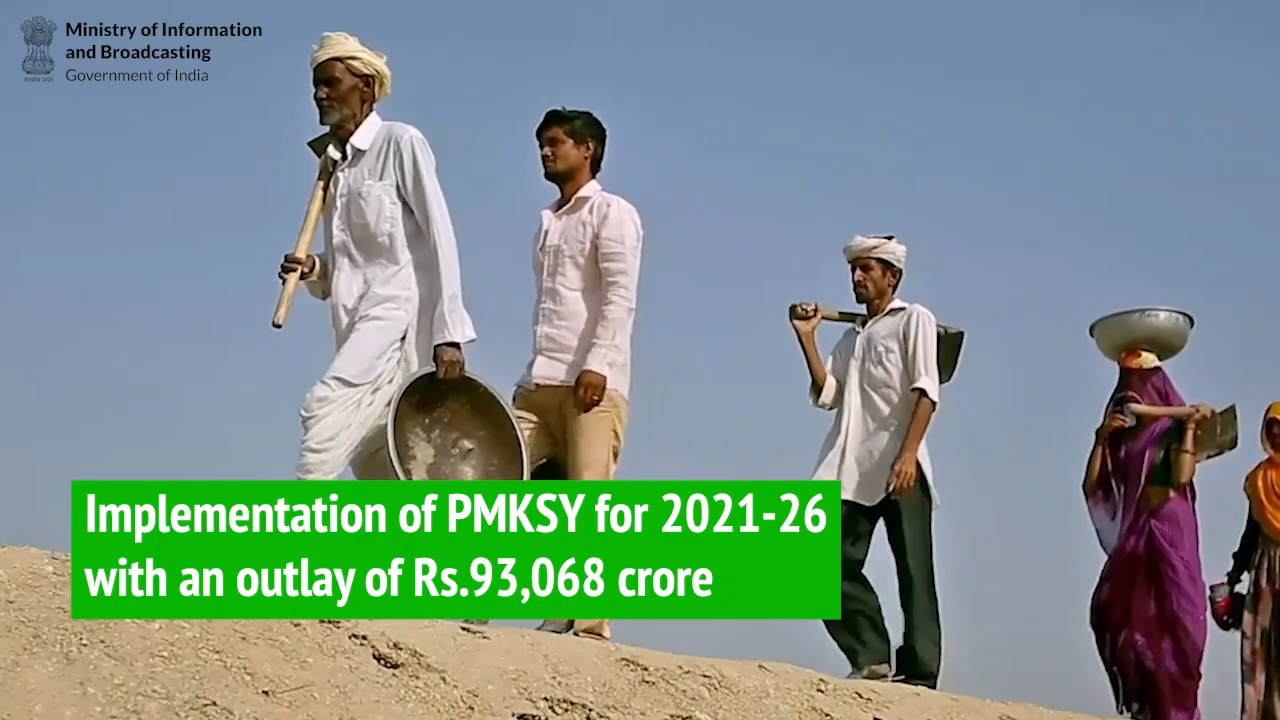 Ministry of Information
and Broadcasting
Government of India
Implementation of PMKSY for 2021-26
with an outlay of Rs.93,068 crore